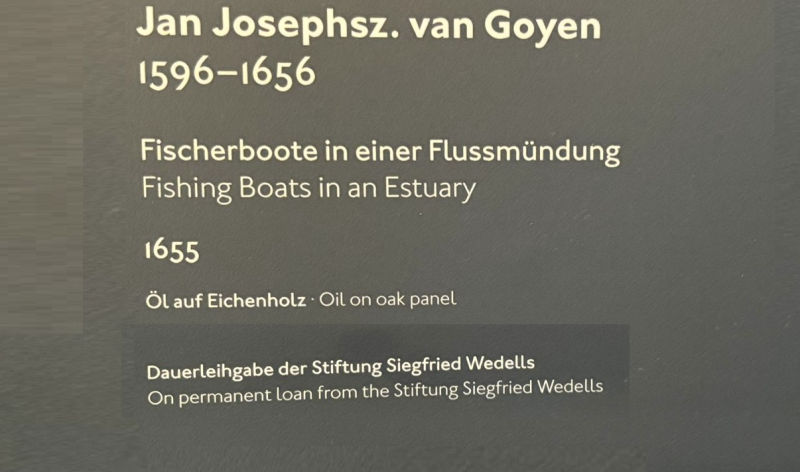 Jan Josephsz. van Goyen
1596–1656
Fischerboote in einer Flussmündung
Fishing Boats in an Estuary
1655
Öl auf Eichenholz · Oil on oak panel
Dauerleihgabe der Stiftung Siegfried Wedells
On permanent loan from the Stiftung Siegfried Wedells